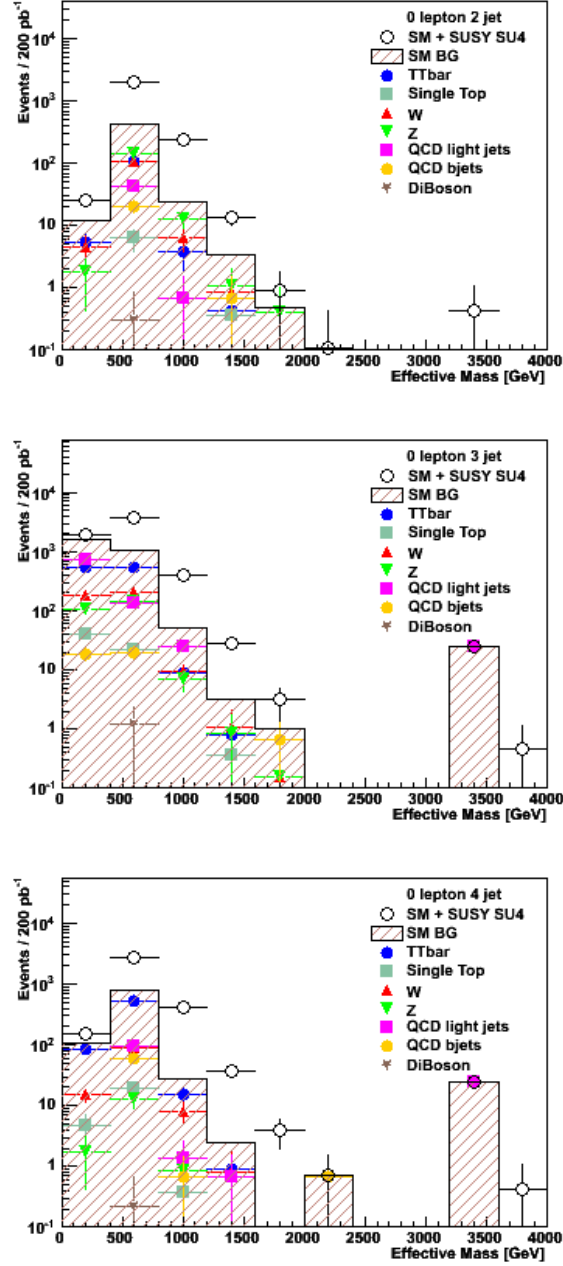 0 lepton 2 jet
SM + SUSY SU4
SM BG
TTbar
Single Top
W
Z
QCD light jets
QCD bjets
DiBoson
Events / 200 pb⁻¹
10⁴
10³
10²
10
1
10⁻¹
0 500 1000 1500 2000 2500 3000 3500 4000
Effective Mass [GeV]
0 lepton 3 jet
SM + SUSY SU4
SM BG
TTbar
Single Top
W
Z
QCD light jets
QCD bjets
DiBoson
Events / 200 pb⁻¹
10⁴
10³
10²
10
1
10⁻¹
0 500 1000 1500 2000 2500 3000 3500 4000
Effective Mass [GeV]
0 lepton 4 jet
SM + SUSY SU4
SM BG
TTbar
Single Top
W
Z
QCD light jets
QCD bjets
DiBoson
Events / 200 pb⁻¹
10⁵
10⁴
10³
10²
10
1
10⁻¹
0 500 1000 1500 2000 2500 3000 3500 4000
Effective Mass [GeV]